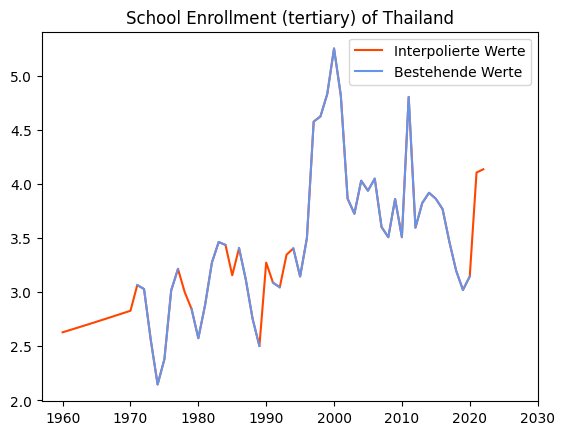 School Enrollment (tertiary) of Thailand
Interpolierte Werte
Bestehende Werte
5.0
4.5
4.0
3.5
3.0
2.5
2.0
1960 1970 1980 1990 2000 2010 2020 2030